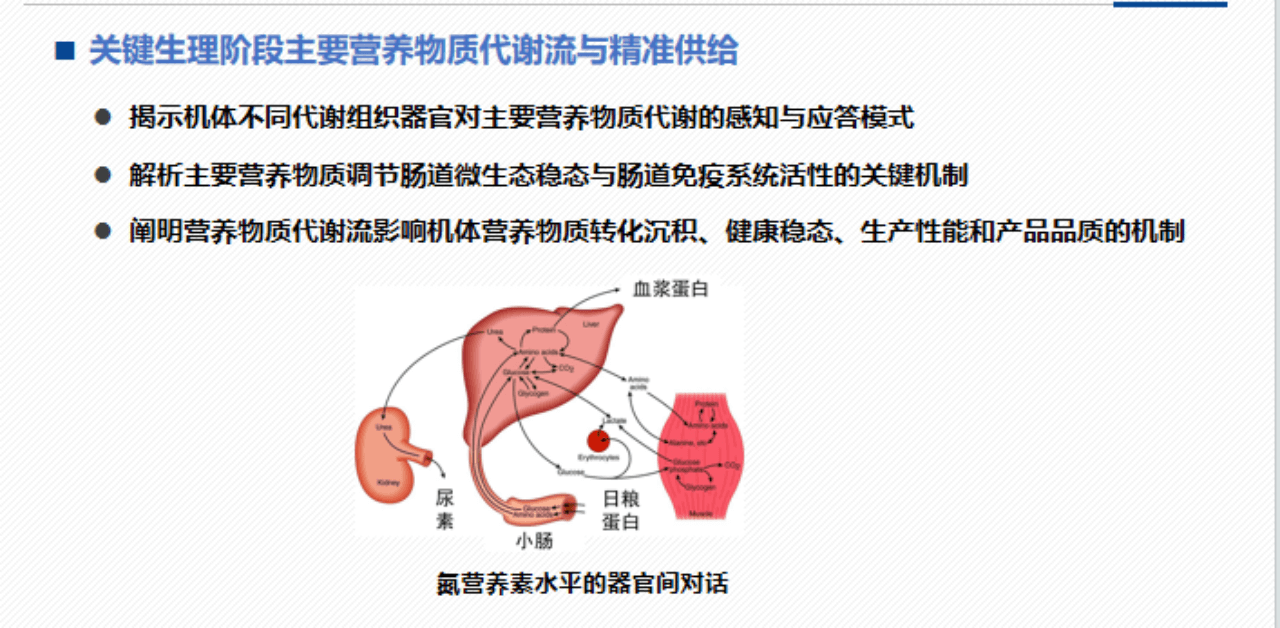 关键生理阶段主要营养物质代谢流与精准供给
揭示机体不同代谢组织器官对主要营养物质代谢的感知与应答模式
解析主要营养物质调节肠道微生态稳态与肠道免疫系统活性的关键机制
阐明营养物质代谢流影响机体营养物质转化沉积、健康稳态、生产性能和产品品质的机制
血浆蛋白
Liver
Urea
Protein
Amino acids
CO2
Glucose
Glycogen
Amino
acids
Protein
Amino acids
Alanine, etc
Glucose
phosphate
CO2
Glycogen
Muscle
Lactate
Erythrocytes
Glucose
Urea
Kidney
尿
素
Glucose
Amino acids
日粮
蛋白
小肠
氮营养素水平的器官间对话